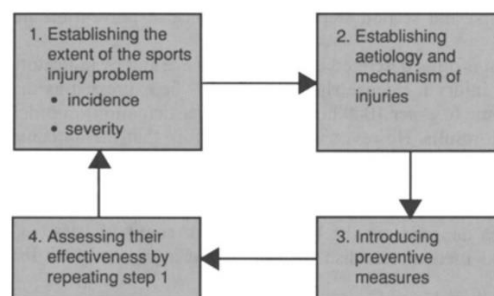 1. Establishing the
extent of the sports
injury problem
• incidence
• severity
2. Establishing
aetiology and
mechanism of
injuries
3. Introducing
preventive
measures
4. Assessing their
effectiveness by
repeating step 1